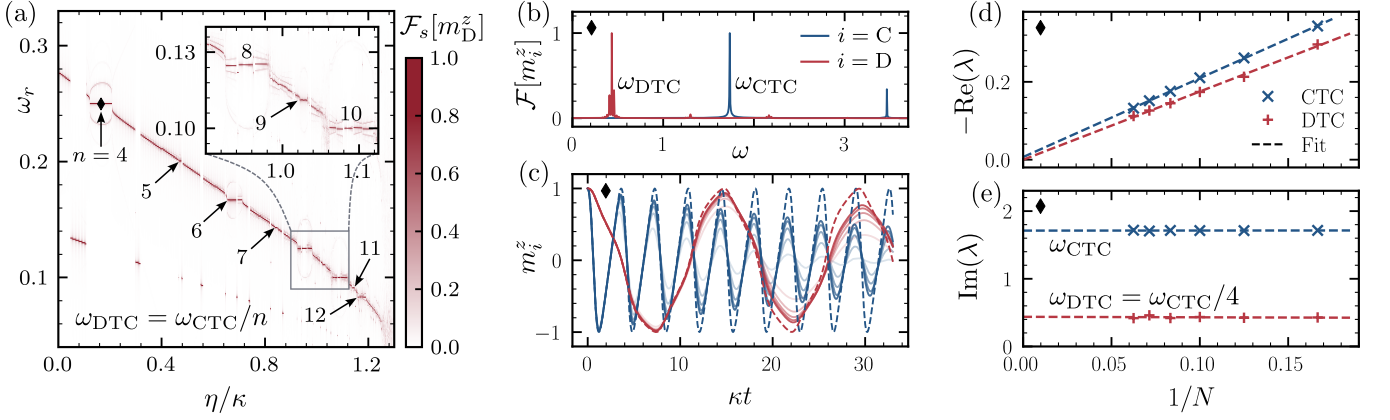 (a)
F_s[m_D^z]
ω_r
0.3
0.2
0.1
0.0
0.4
0.8
1.2
η/κ
n = 4
5
6
7
11
12
ω_DTC = ω_CTC/n
0.13
0.10
1.0
1.1
8
9
10
1.0
0.8
0.6
0.4
0.2
0.0
(b)
F[m_i^z]
1
0
0
1
2
3
ω
ω_DTC
ω_CTC
i = C
i = D
(c)
m_i^z
1
0
−1
0
10
20
30
κt
(d)
−Re(λ)
0.2
0.0
CTC
DTC
Fit
(e)
Im(λ)
2
1
0
ω_CTC
ω_DTC = ω_CTC/4
0.00
0.05
0.10
0.15
1/N